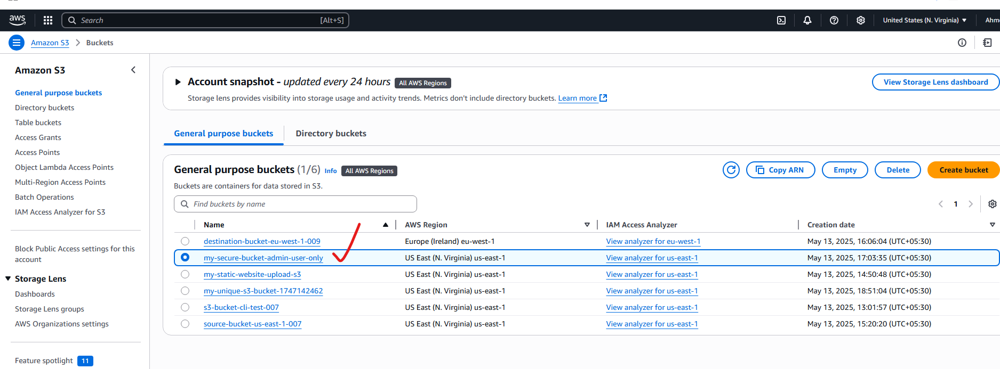 aws Search [Alt+S] United States (N. Virginia)
Amazon S3 Buckets
Amazon S3
General purpose buckets
Directory buckets
Table buckets
Access Grants
Access Points
Object Lambda Access Points
Multi-Region Access Points
Batch Operations
IAM Access Analyzer for S3
Block Public Access settings for this
account
Storage Lens
Dashboards
Storage Lens groups
AWS Organizations settings
Feature spotlight 11
Account snapshot - updated every 24 hours All AWS Regions
View Storage Lens dashboard
Storage lens provides visibility into storage usage and activity trends. Metrics don't include directory buckets. Learn more
General purpose buckets Directory buckets
General purpose buckets (1/6) Info All AWS Regions
Copy ARN Empty Delete Create bucket
Buckets are containers for data stored in S3.
Find buckets by name
1
Name AWS Region IAM Access Analyzer Creation date
destination-bucket-eu-west-1-009 Europe (Ireland) eu-west-1 View analyzer for eu-west-1 May 13, 2025, 16:06:04 (UTC+05:30)
my-secure-bucket-admin-user-only US East (N. Virginia) us-east-1 View analyzer for us-east-1 May 13, 2025, 17:03:35 (UTC+05:30)
my-static-website-upload-s3 US East (N. Virginia) us-east-1 View analyzer for us-east-1 May 13, 2025, 14:50:48 (UTC+05:30)
my-unique-s3-bucket-1747142462 US East (N. Virginia) us-east-1 View analyzer for us-east-1 May 13, 2025, 18:51:04 (UTC+05:30)
s3-bucket-cli-test-007 US East (N. Virginia) us-east-1 View analyzer for us-east-1 May 13, 2025, 13:01:57 (UTC+05:30)
source-bucket-us-east-1-007 US East (N. Virginia) us-east-1 View analyzer for us-east-1 May 13, 2025, 15:20:20 (UTC+05:30)